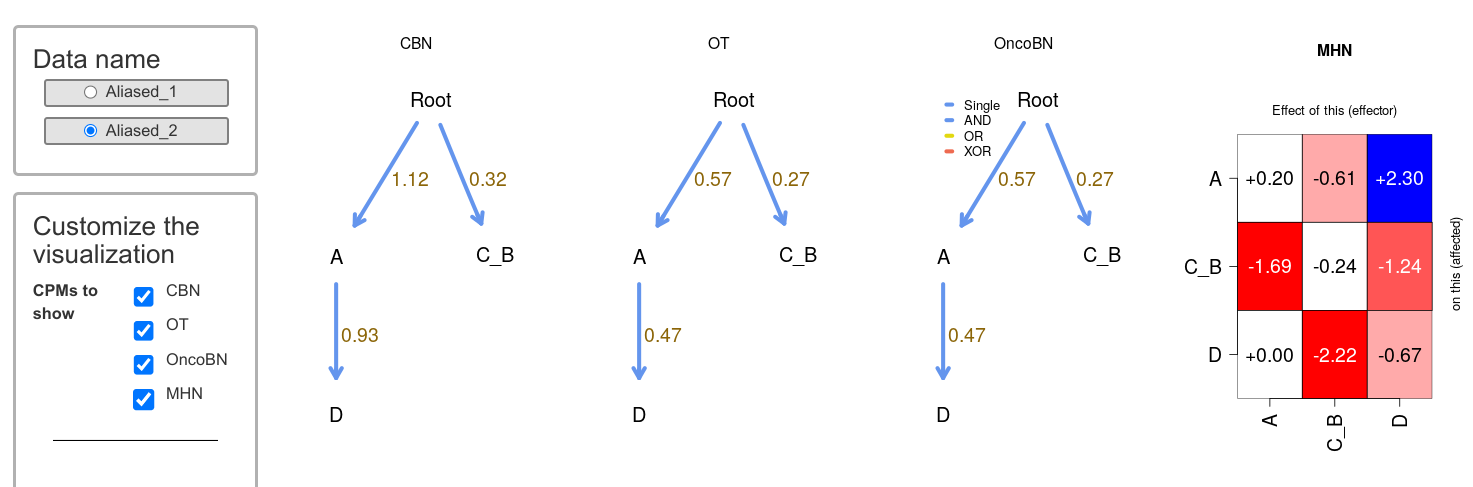 Data name
Aliased_1
Aliased_2
Customize the
visualization
CPMs to
show
CBN
OT
OncoBN
MHN
CBN
Root
1.12
0.32
A
C_B
0.93
D
OT
Root
0.57
0.27
A
C_B
0.47
D
OncoBN
Root
Single
AND
OR
XOR
0.57
0.27
A
C_B
0.47
D
MHN
Effect of this (effector)
A +0.20 -0.61 +2.30
C_B -1.69 -0.24 -1.24
D +0.00 -2.22 -0.67
A C_B D
on this (affected)